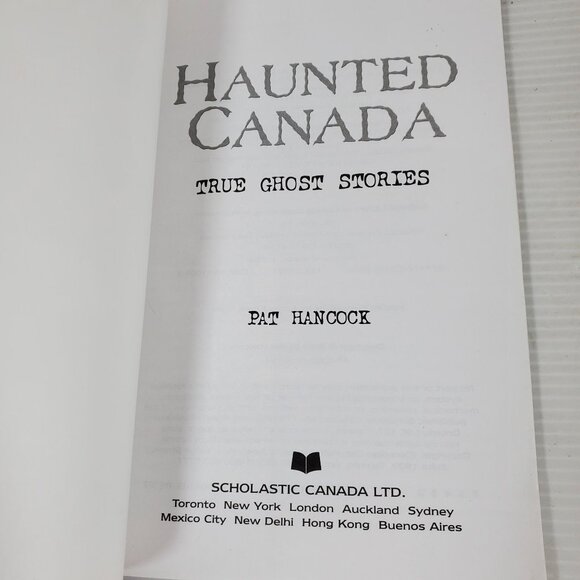 HAUNTED
CANADA
TRUE GHOST STORIES
PAT HANCOCK
SCHOLASTIC CANADA LTD.
Toronto New York London Auckland Sydney
Mexico City New Delhi Hong Kong Buenos Aires